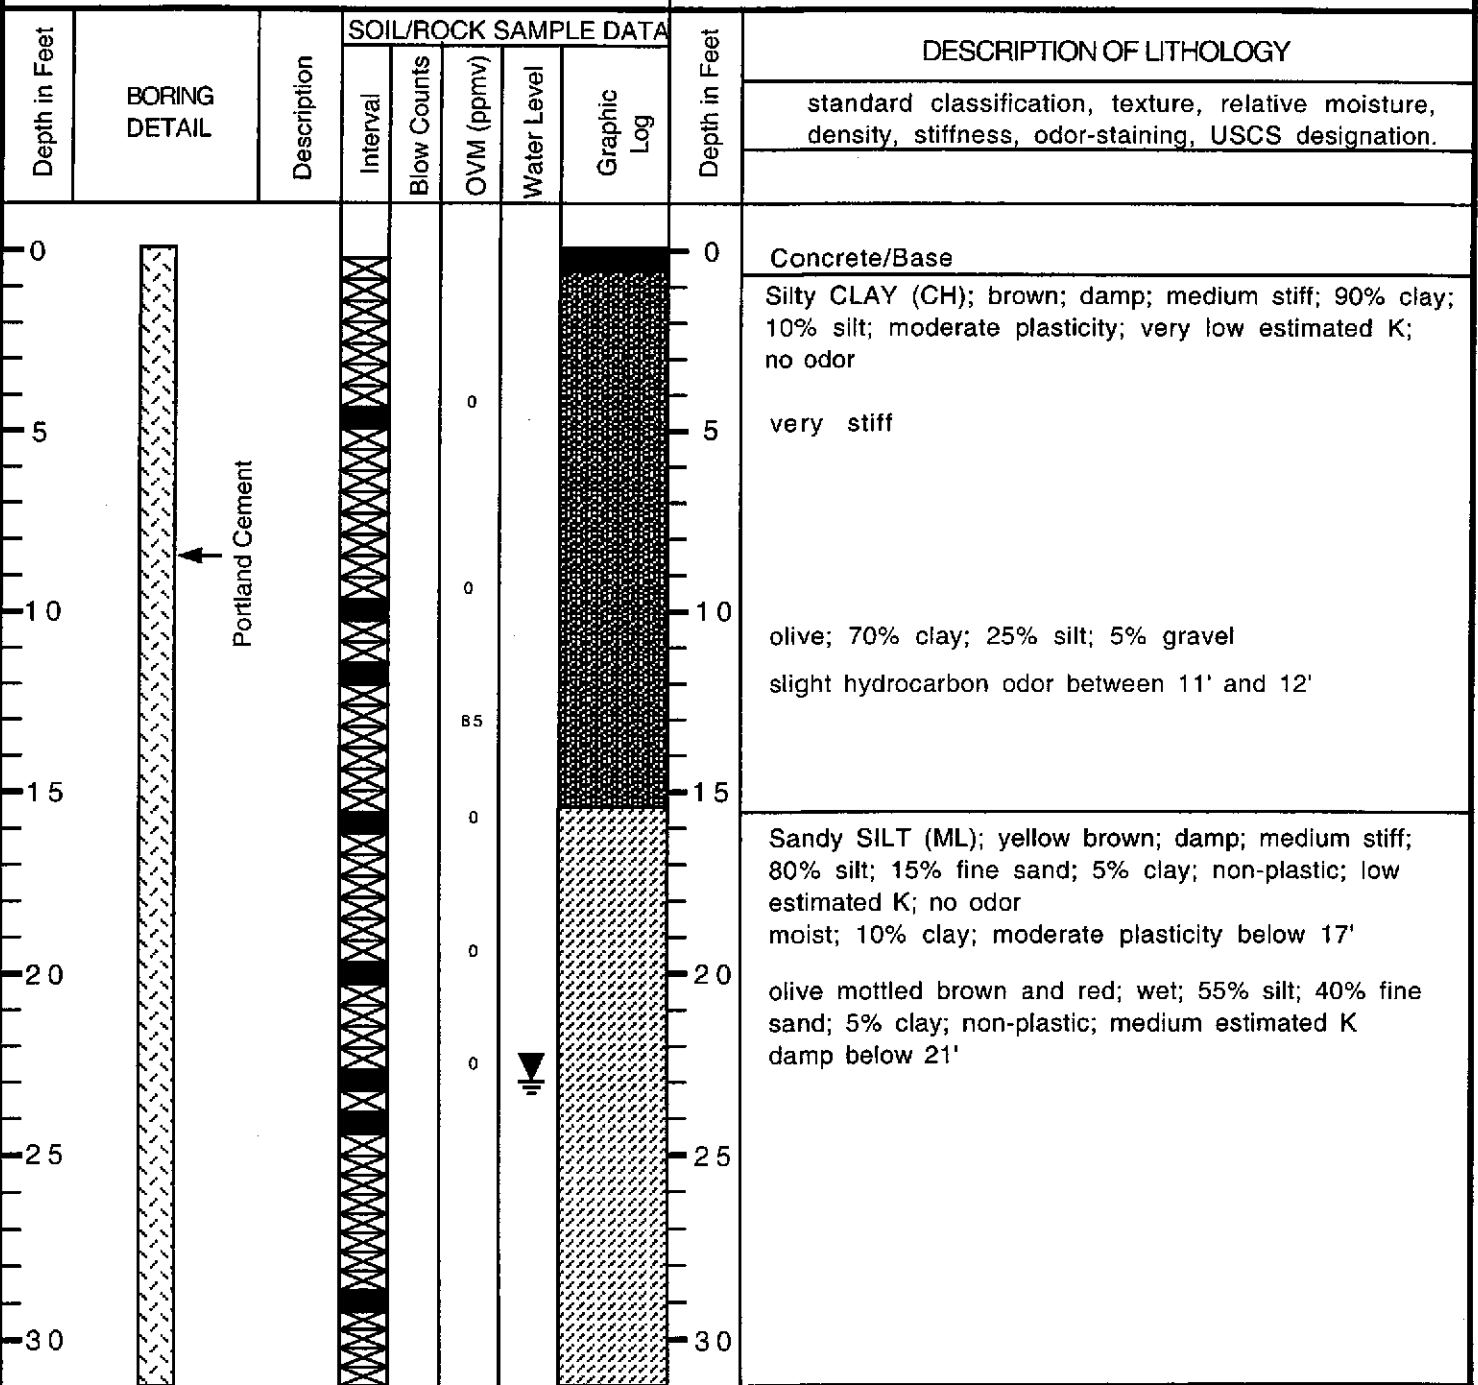 SOIL/ROCK SAMPLE DATA
Depth in Feet
BORING
DETAIL
Description
Interval
Blow Counts
OVM (ppmv)
Water Level
Graphic
Log
Depth in Feet
DESCRIPTION OF LITHOLOGY
standard classification, texture, relative moisture,
density, stiffness, odor-staining, USCS designation.
0
0
Concrete/Base
Silty CLAY (CH); brown; damp; medium stiff; 90% clay;
10% silt; moderate plasticity; very low estimated K;
no odor
0
5
5
very stiff
Portland Cement
0
10
10
olive; 70% clay; 25% silt; 5% gravel
slight hydrocarbon odor between 11' and 12'
85
15
15
0
Sandy SILT (ML); yellow brown; damp; medium stiff;
80% silt; 15% fine sand; 5% clay; non-plastic; low
estimated K; no odor
moist; 10% clay; moderate plasticity below 17'
0
20
20
olive mottled brown and red; wet; 55% silt; 40% fine
sand; 5% clay; non-plastic; medium estimated K
damp below 21'
0
25
25
30
30